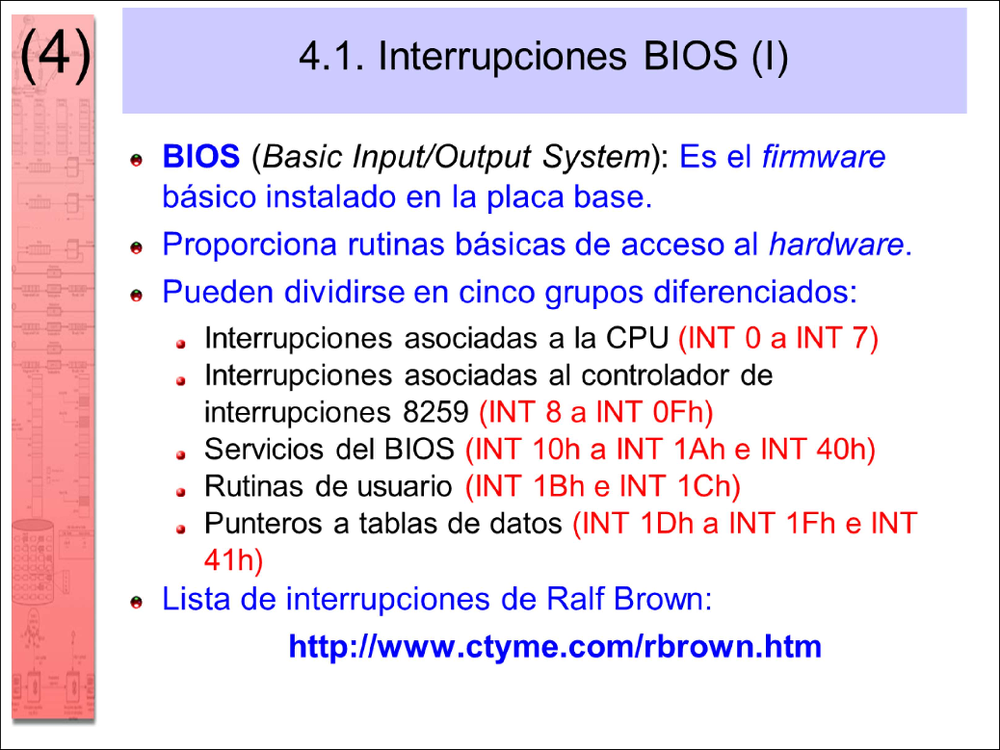 (4)
4.1. Interrupciones BIOS (I)
BIOS (Basic Input/Output System): Es el firmware
básico instalado en la placa base.
Proporciona rutinas básicas de acceso al hardware.
Pueden dividirse en cinco grupos diferenciados:
Interrupciones asociadas a la CPU (INT 0 a INT 7)
Interrupciones asociadas al controlador de
interrupciones 8259 (INT 8 a INT 0Fh)
Servicios del BIOS (INT 10h a INT 1Ah e INT 40h)
Rutinas de usuario (INT 1Bh e INT 1Ch)
Punteros a tablas de datos (INT 1Dh a INT 1Fh e INT
41h)
Lista de interrupciones de Ralf Brown:
http://www.ctyme.com/rbrown.htm